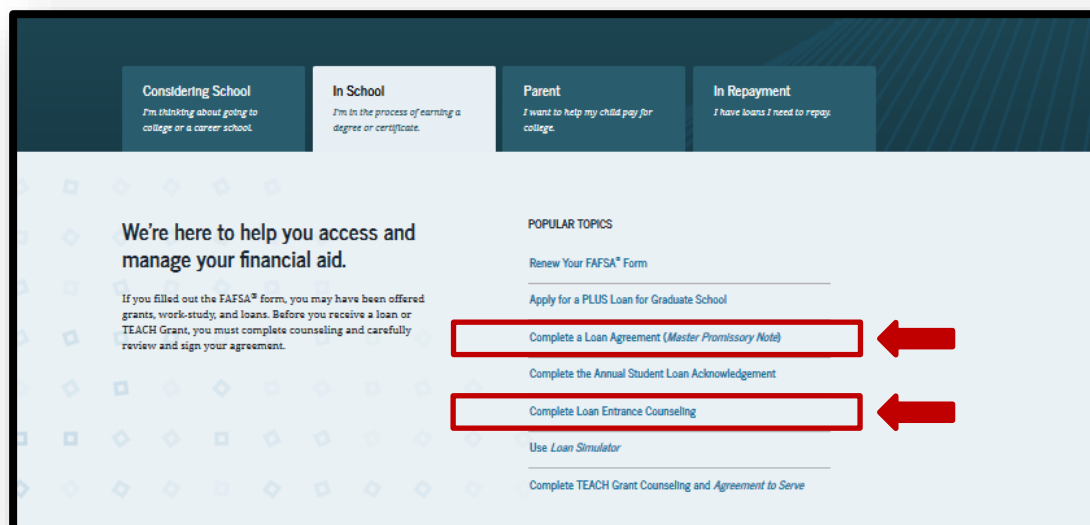 Considering School
I'm thinking about going to
college or a career school.
In School
I'm in the process of earning a
degree or certificate.
Parent
I want to help my child pay for
college.
In Repayment
I have loans I need to repay.
We're here to help you access and
manage your financial aid.
If you filled out the FAFSA® form, you may have been offered
grants, work-study, and loans. Before you receive a loan or
TEACH Grant, you must complete counseling and carefully
review and sign your agreement.
POPULAR TOPICS
Renew Your FAFSA® Form
Apply for a PLUS Loan for Graduate School
Complete a Loan Agreement (Master Promissory Note)
Complete the Annual Student Loan Acknowledgement
Complete Loan Entrance Counseling
Use Loan Simulator
Complete TEACH Grant Counseling and Agreement to Serve